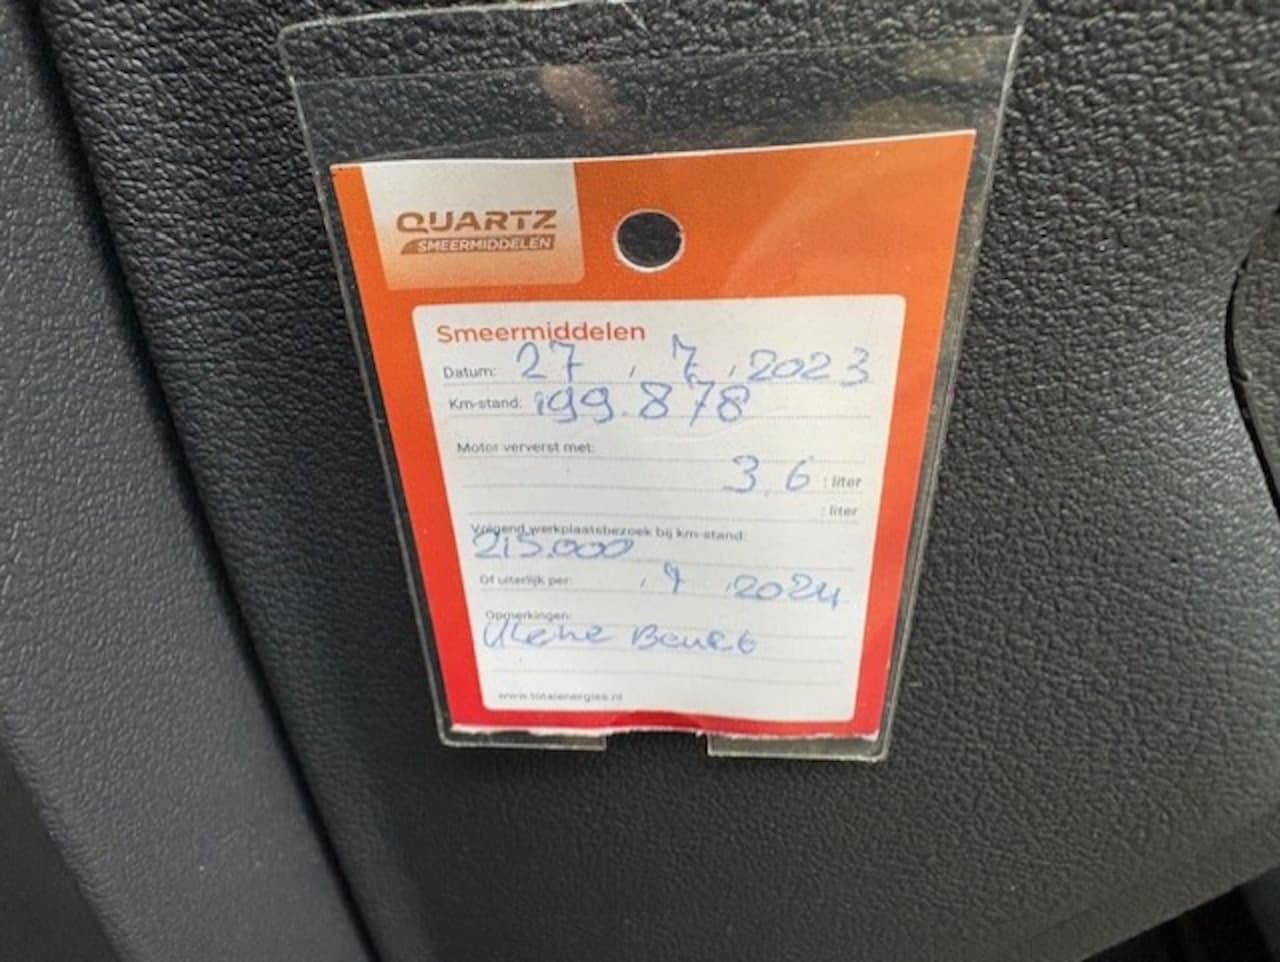 QUARTZ
SMEERMIDDELEN
Smeermiddelen
Datum: 27 , 7 , 2023
Km-stand: 199.878
Motor ververst met:
3,6 : liter
: liter
Volgend werkplaatsbezoek bij km-stand:
215.000
Of uiterlijk per: , 7 , 2024
Opmerkingen:
Kleine Beurt
www.totalenergies.nl